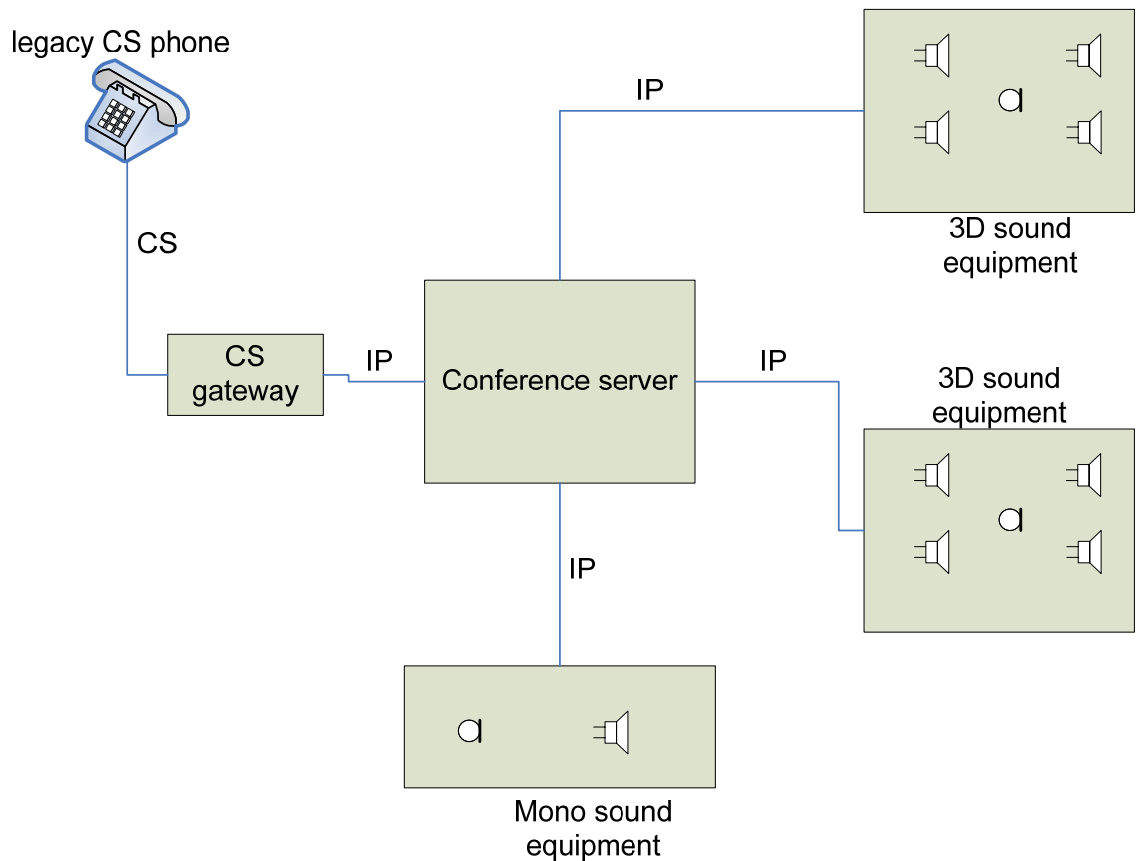 legacy CS phone
IP
3D sound
equipment
CS
CS
gateway
IP
Conference server
IP
3D sound
equipment
IP
Mono sound
equipment